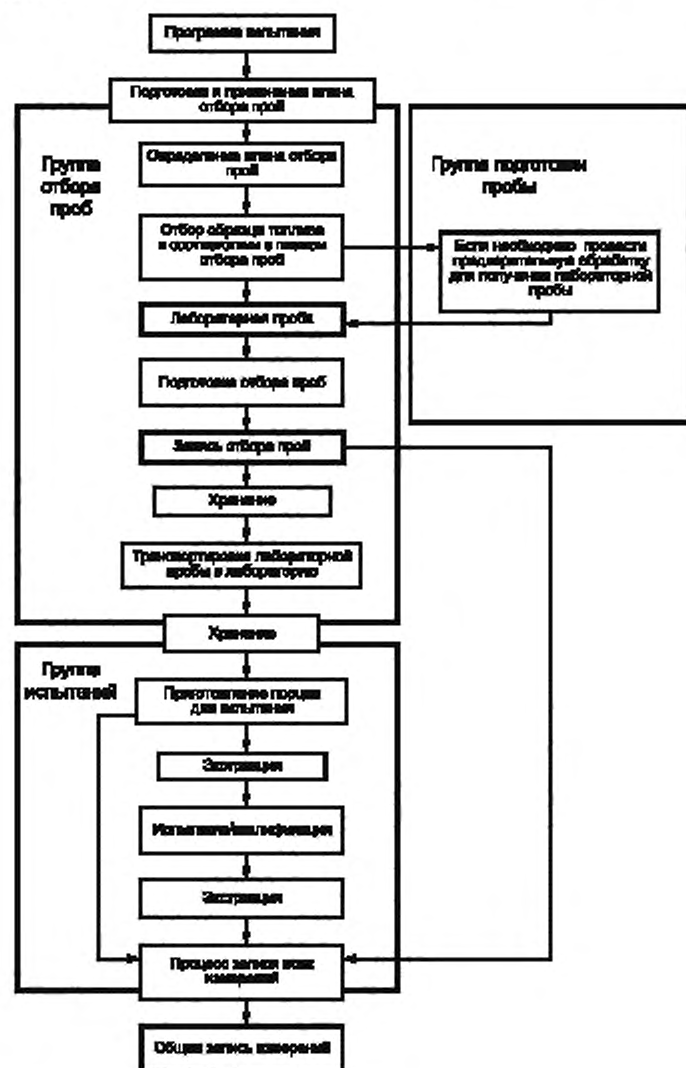 Программа испытания
Подготовка и применение плана
отбора проб
Группа
отбора
проб
Определение плана отбора
проб
Группа подготовки
пробы
Отбор образца топлива
в соответствии с планом
отбора проб
Если необходимо провести
предварительную обработку
для получения лабораторной
пробы
Лабораторная проба
Подготовка отбора проб
Запись отбора проб
Хранение
Транспортировка лабораторной
пробы в лабораторию
Хранение
Группа
испытаний
Приготовление порции
для испытания
Экстракция
Экстракция
Процесс записи всех
измерений
Общая запись измерений